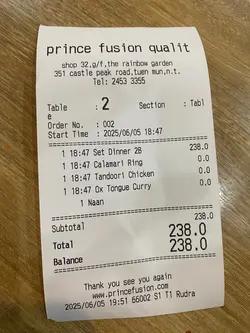 prince fusion qualit
shop 32.g/f,the rainbow garden
351 castle peak road,tuen mun,n.t.
Tel: 2453 3355
Table : 2 Section : Tabl
e
Order No. : 002
Start Time : 2025/06/05 18:47
1 18:47 Set Dinner 2B 238.0
1 18:47 Calamari Ring 0.0
1 18:47 Tandoori Chicken 0.0
1 18:47 Ox Tongue Curry 0.0
1 Naan
238.0
Subtotal 238.0
Total 238.0
Balance
Thank you see you again
www.princefusion.com
2025/06/05 19:51 66002 S1 T1 Rudra